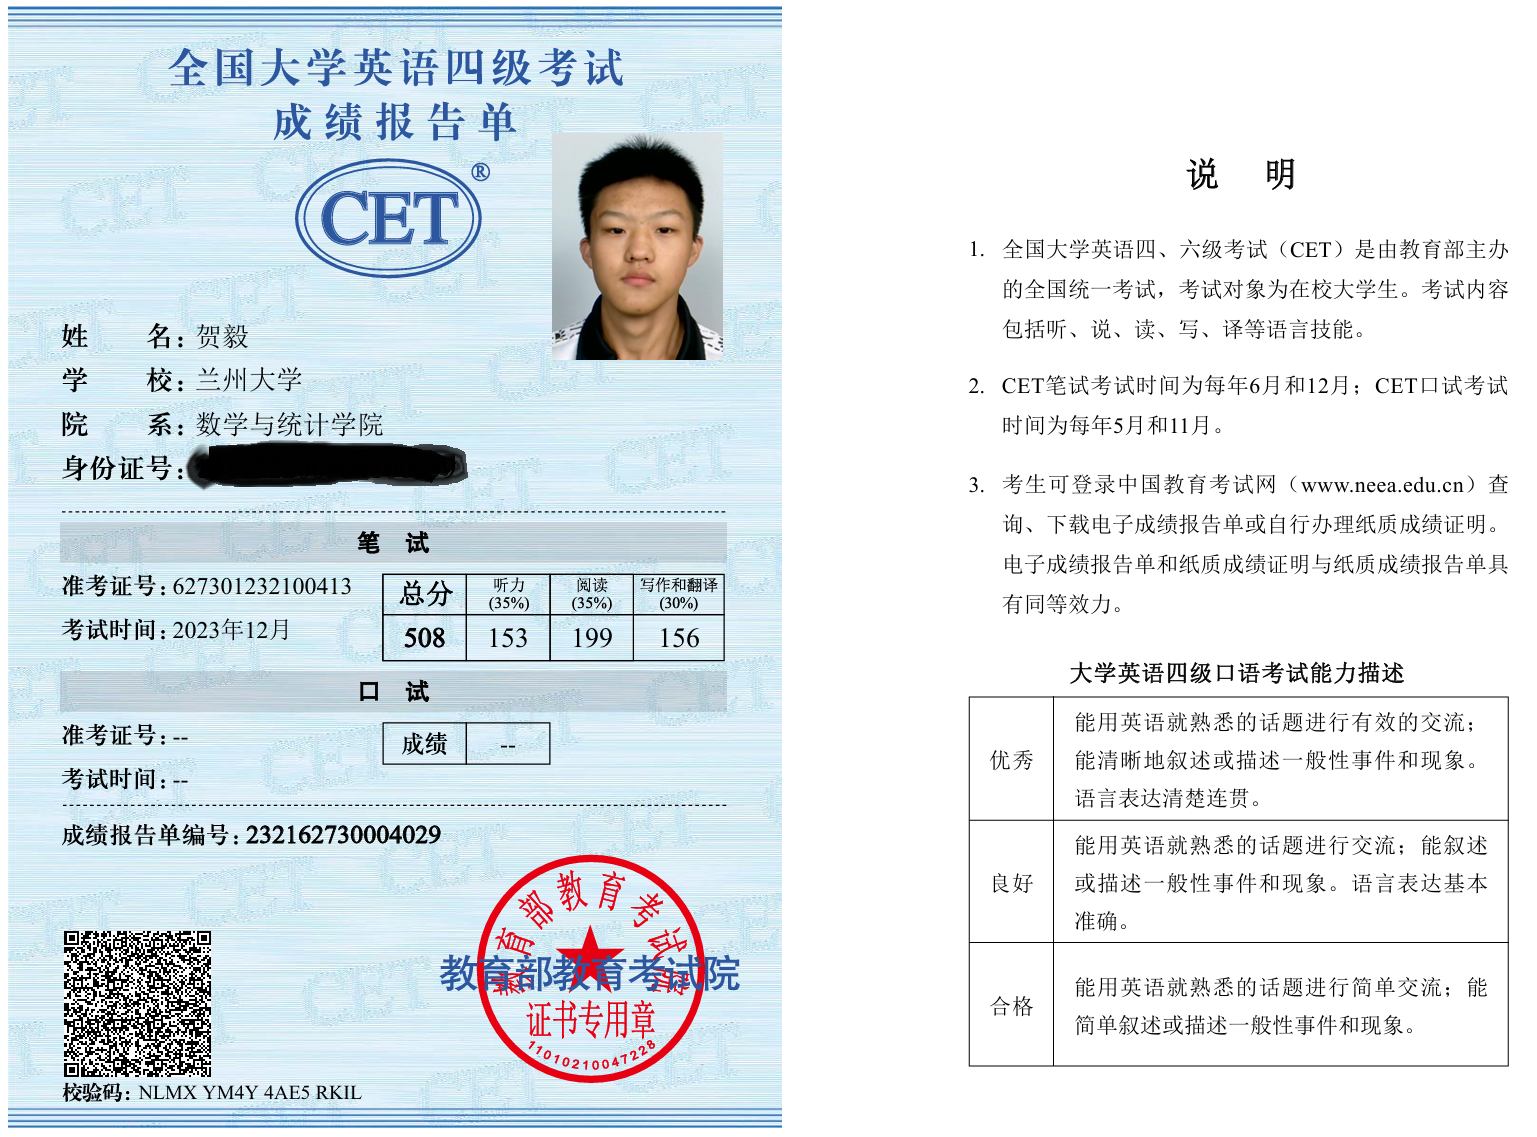 全国大学英语四级考试
成绩报告单
CET®
姓 名：贺毅
学 校：兰州大学
院 系：数学与统计学院
身份证号：
笔 试
准考证号：627301232100413
考试时间：2023年12月
总分 听力(35%) 阅读(35%) 写作和翻译(30%)
508 153 199 156
口 试
准考证号：--
考试时间：--
成绩 --
成绩报告单编号：232162730004029
教育部教育考试院
教育部教育考试院
证书专用章
11010210047228
校验码：NLMX YM4Y 4AE5 RKIL
说 明
1. 全国大学英语四、六级考试（CET）是由教育部主办
的全国统一考试，考试对象为在校大学生。考试内容
包括听、说、读、写、译等语言技能。
2. CET笔试考试时间为每年6月和12月；CET口试考试
时间为每年5月和11月。
3. 考生可登录中国教育考试网（www.neea.edu.cn）查
询、下载电子成绩报告单或自行办理纸质成绩证明。
电子成绩报告单和纸质成绩证明与纸质成绩报告单具
有同等效力。
大学英语四级口语考试能力描述
优秀
能用英语就熟悉的话题进行有效的交流；
能清晰地叙述或描述一般性事件和现象。
语言表达清楚连贯。
良好
能用英语就熟悉的话题进行交流；能叙述
或描述一般性事件和现象。语言表达基本
准确。
合格
能用英语就熟悉的话题进行简单交流；能
简单叙述或描述一般性事件和现象。